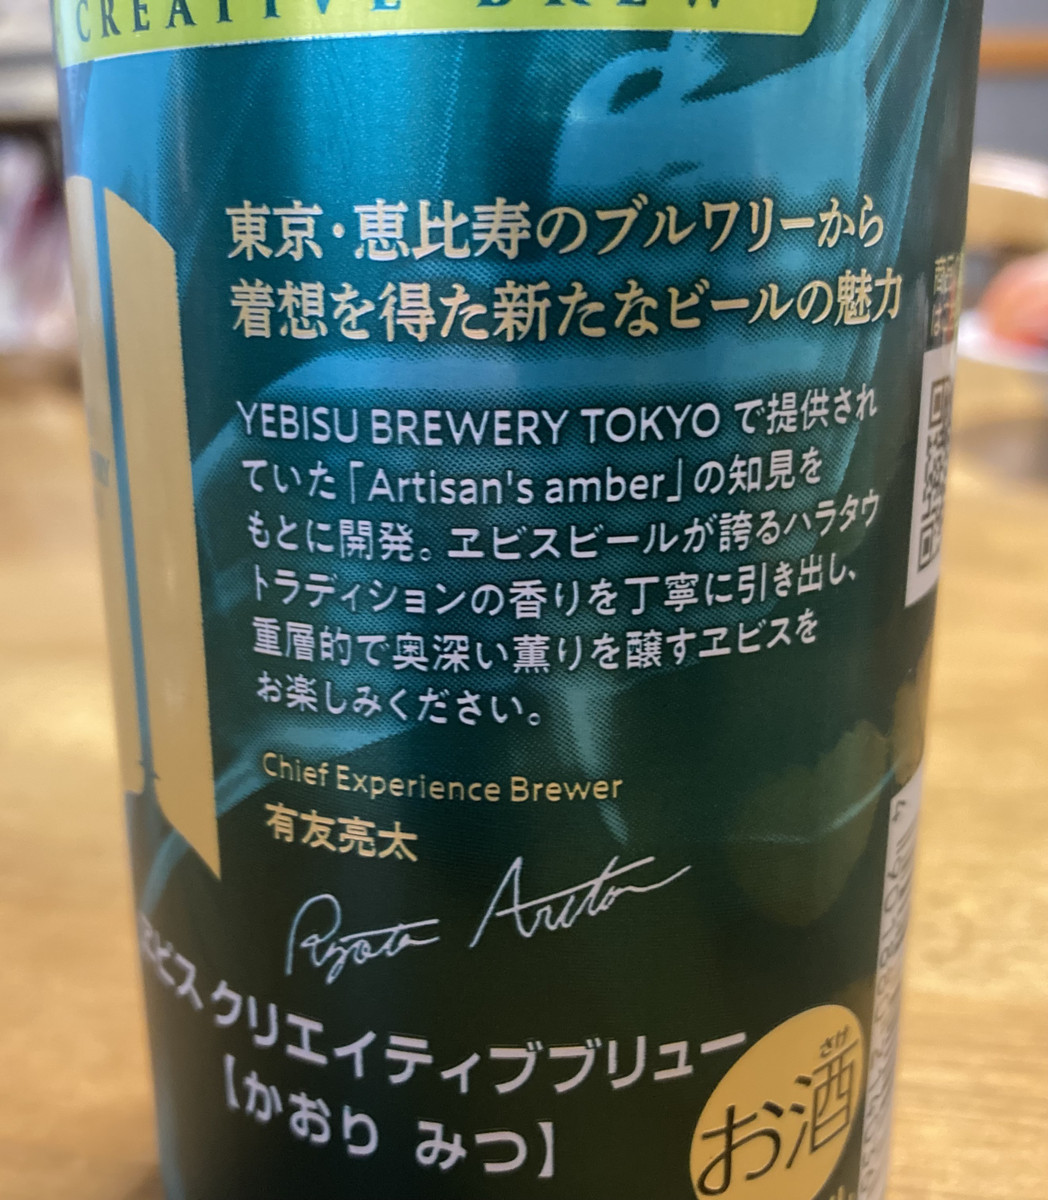 CREATIVE BREW
東京・恵比寿のブルワリーから
着想を得た新たなビールの魅力
YEBISU BREWERY TOKYO で提供され
ていた「Artisan's amber」の知見を
もとに開発。ヱビスビールが誇るハラタウ
トラディションの香りを丁寧に引き出し、
重層的で奥深い薫りを醸すヱビスを
お楽しみください。
Chief Experience Brewer
有友亮太
Ryota Aritomo
ヱビス クリエイティブブリュー
【かおり みつ】
さけ
お酒